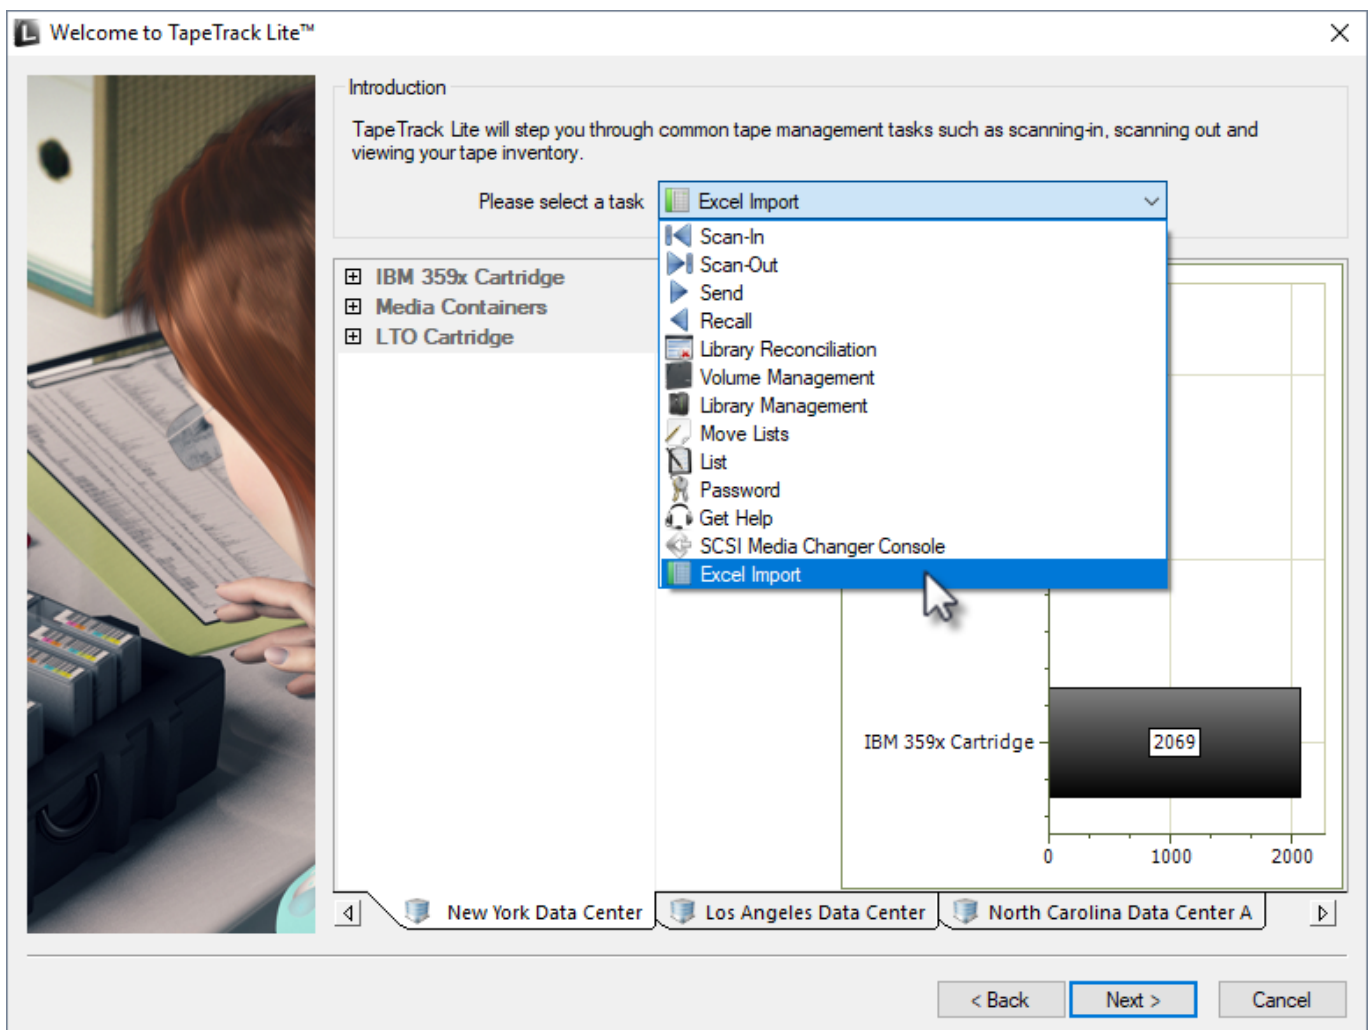 Welcome to TapeTrack Lite™
Introduction
TapeTrack Lite will step you through common tape management tasks such as scanning-in, scanning out and
viewing your tape inventory.
Please select a task
Excel Import
Scan-In
Scan-Out
Send
Recall
Library Reconciliation
Volume Management
Library Management
Move Lists
List
Password
Get Help
SCSI Media Changer Console
Excel Import
IBM 359x Cartridge
Media Containers
LTO Cartridge
IBM 359x Cartridge
2069
0 1000 2000
New York Data Center
Los Angeles Data Center
North Carolina Data Center A
< Back
Next >
Cancel